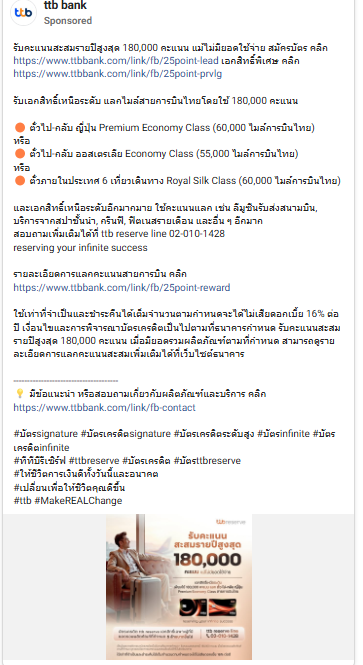 ttb bank
Sponsored
ttb
รับคะแนนสะสมรายปีสูงสุด 180,000 คะแนน แม้ไม่มียอดใช้จ่าย สมัครบัตร คลิก
https://www.ttbbank.com/link/fb/25point-lead เอกสิทธิ์พิเศษ คลิก
https://www.ttbbank.com/link/fb/25point-prvlg
รับเอกสิทธิ์เหนือระดับ แลกไมล์สายการบินไทยโดยใช้ 180,000 คะแนน
🟠 ตั๋วไป-กลับ ญี่ปุ่น Premium Economy Class (60,000 ไมล์การบินไทย)
หรือ
🟠 ตั๋วไป-กลับ ออสเตรเลีย Economy Class (55,000 ไมล์การบินไทย)
หรือ
🟠 ตั๋วภายในประเทศ 6 เที่ยวเดินทาง Royal Silk Class (60,000 ไมล์การบินไทย)
และเอกสิทธิ์เหนือระดับอีกมากมาย ใช้คะแนนแลก เช่น ลีมูซีนรับส่งสนามบิน,
บริการจากสปาชั้นนำ, กรีนฟี, ฟิตเนสรายเดือน และอื่น ๆ อีกมาก
สอบถามเพิ่มเติมได้ที่ ttb reserve line 02-010-1428
reserving your infinite success
รายละเอียดการแลกคะแนนสายการบิน คลิก
https://www.ttbbank.com/link/fb/25point-reward
ใช้เท่าที่จำเป็นและชำระคืนได้เต็มจำนวนตามกำหนดจะได้ไม่เสียดอกเบี้ย 16% ต่อ
ปี เงื่อนไขและการพิจารณาบัตรเครดิตเป็นไปตามที่ธนาคารกำหนด รับคะแนนสะสม
รายปีสูงสุด 180,000 คะแนน เมื่อมียอดรวมผลิตภัณฑ์ตามที่กำหนด สามารถดูราย
ละเอียดการแลกคะแนนสะสมเพิ่มเติมได้ที่เว็บไซต์ธนาคาร
------------------------------------
💡 มีข้อแนะนำ หรือสอบถามเกี่ยวกับผลิตภัณฑ์และบริการ คลิก
https://www.ttbbank.com/link/fb-contact
#บัตรsignature #บัตรเครดิตsignature #บัตรเครดิตระดับสูง #บัตรinfinite #บัตร
เครดิตinfinite
#ทีทีบีรีเซิร์ฟ #ttbreserve #บัตรเครดิต #บัตรttbreserve
#ให้ชีวิตการเงินดีทั้งวันนี้และอนาคต
#เปลี่ยนเพื่อให้ชีวิตคุณดีขึ้น
#ttb #MakeREALChange
ttb reserve
รับคะแนน
สะสมรายปีสูงสุด
180,000
Premium Economy Class
ttb reserve line
02-010-1428